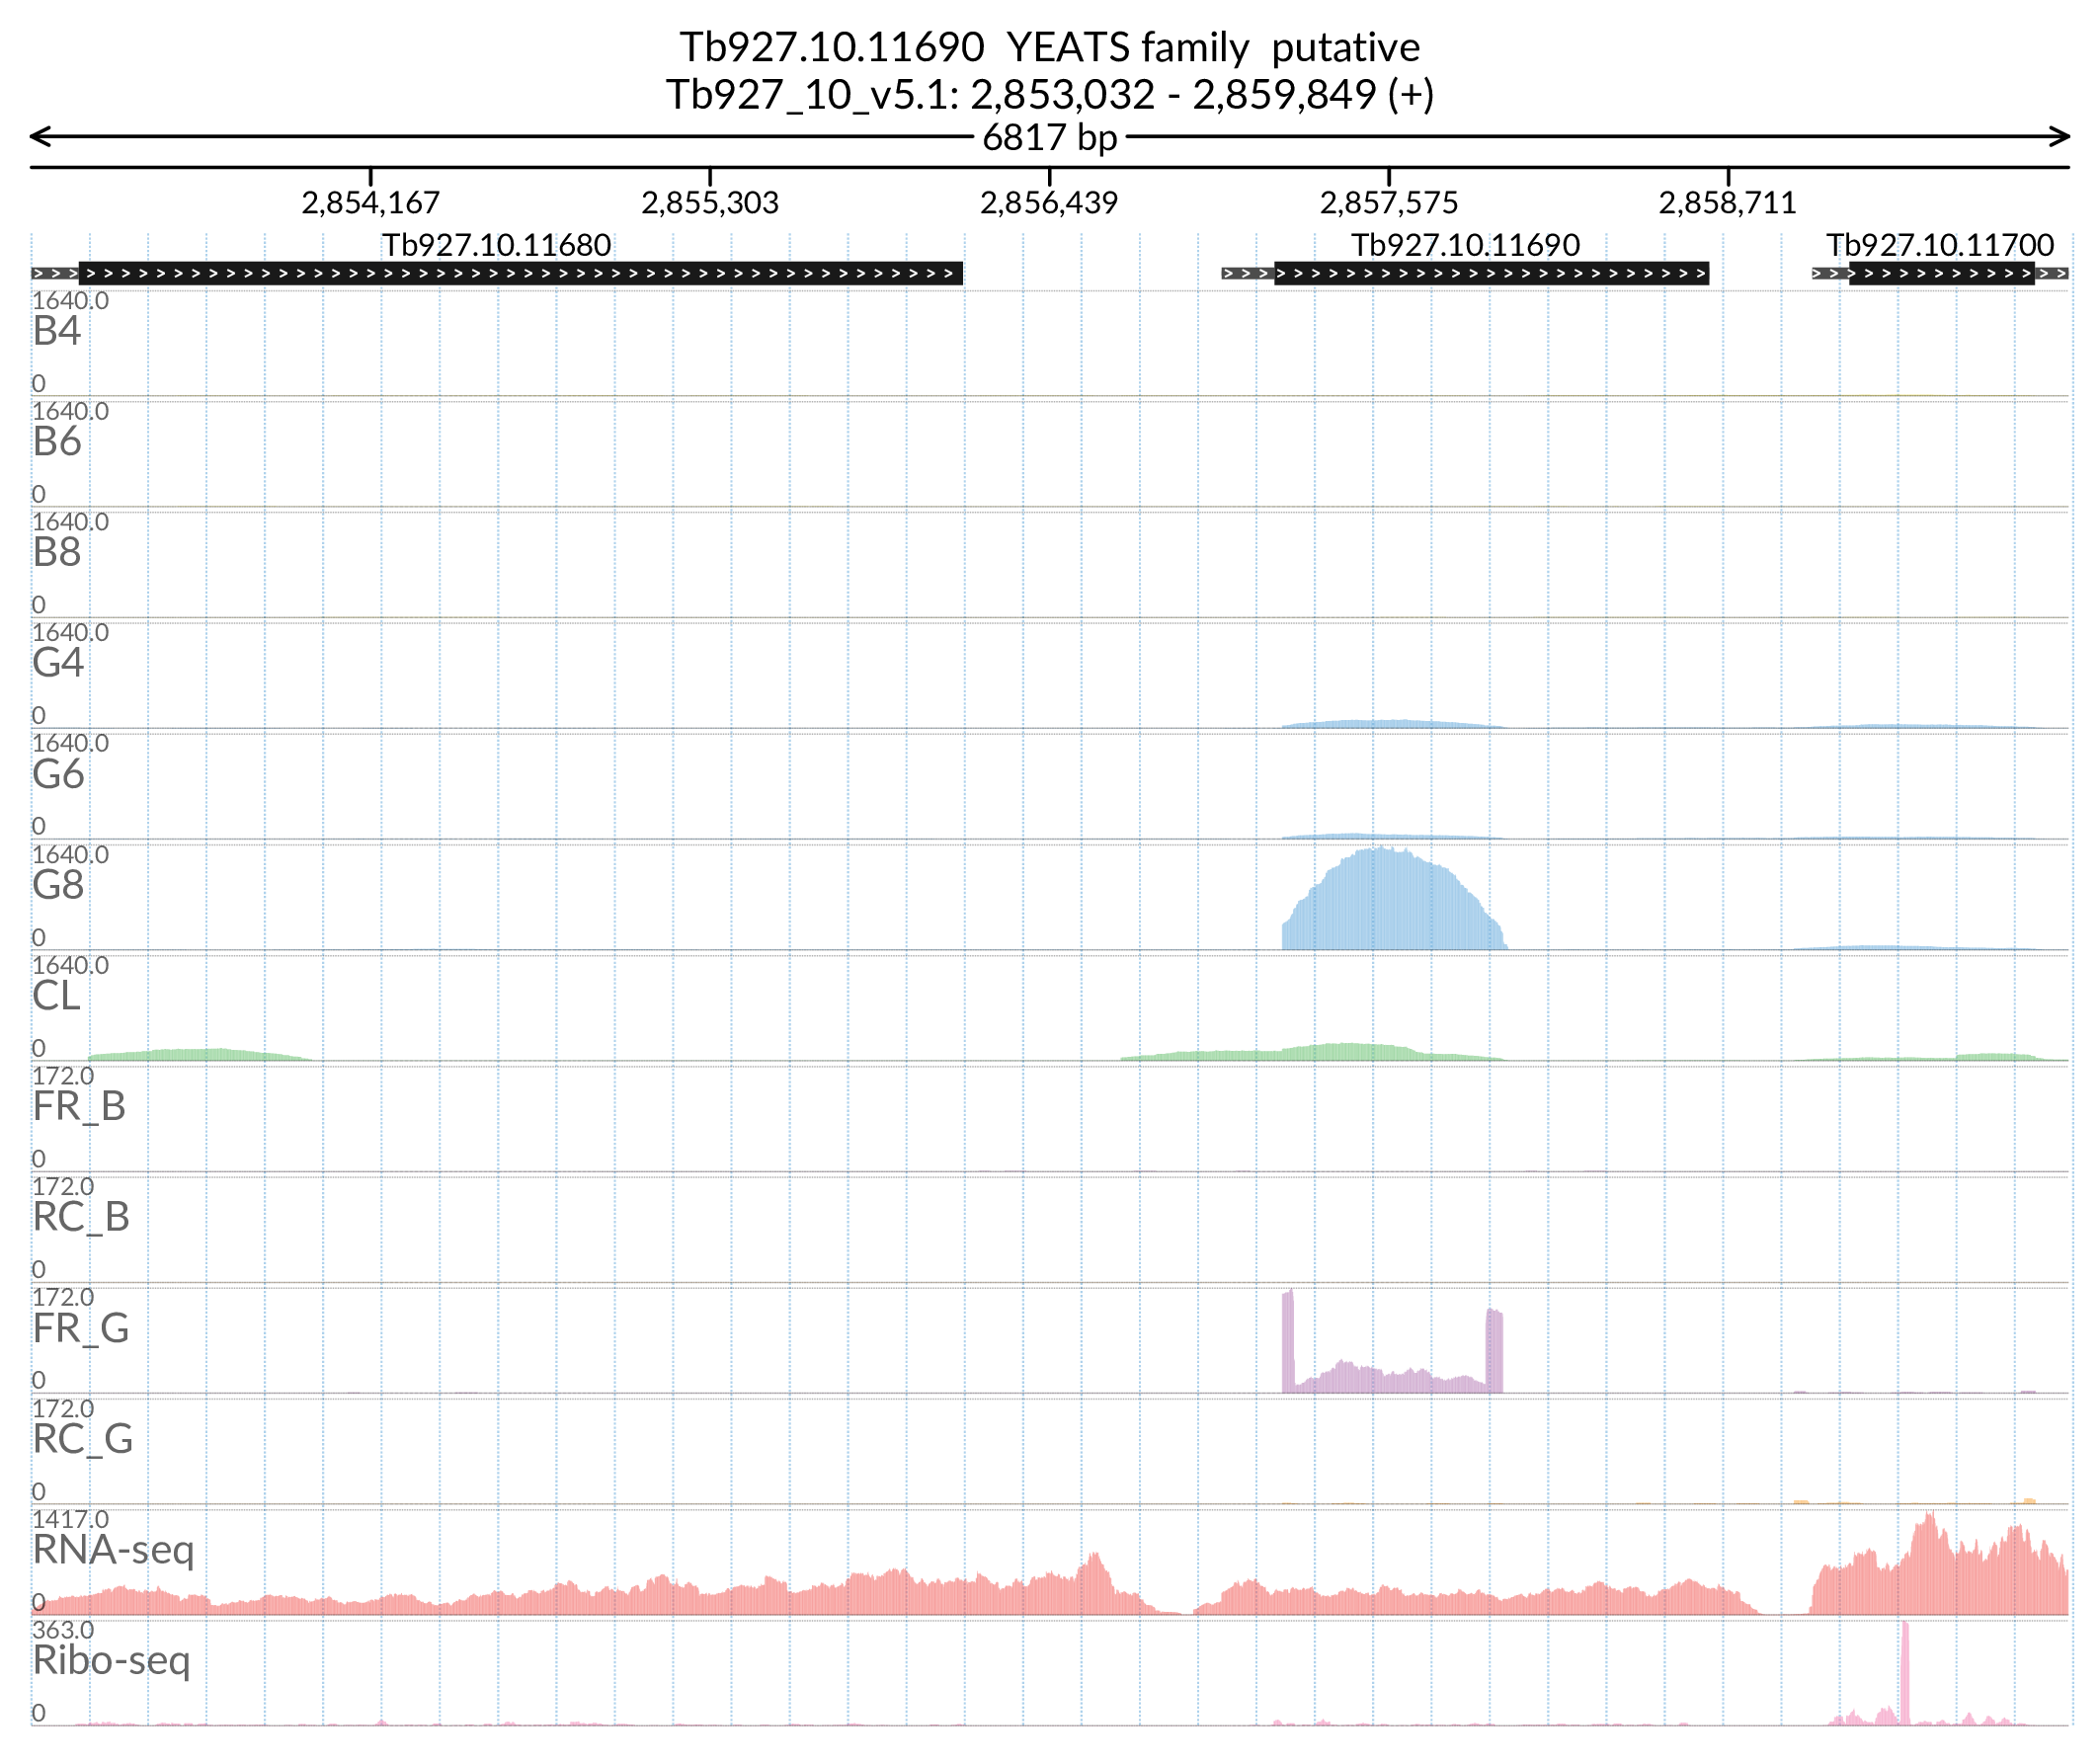 Tb927.10.11690 YEATS family putative
Tb927_10_v5.1: 2,853,032 - 2,859,849 (+)
6817 bp
2,854,167 2,855,303 2,856,439 2,857,575 2,858,711
Tb927.10.11680 Tb927.10.11690 Tb927.10.11700
1640.0
B4
0
1640.0
B6
0
1640.0
B8
0
1640.0
G4
0
1640.0
G6
0
1640.0
G8
0
1640.0
CL
0
172.0
FR_B
0
172.0
RC_B
0
172.0
FR_G
0
172.0
RC_G
0
1417.0
RNA-seq
0
363.0
Ribo-seq
0